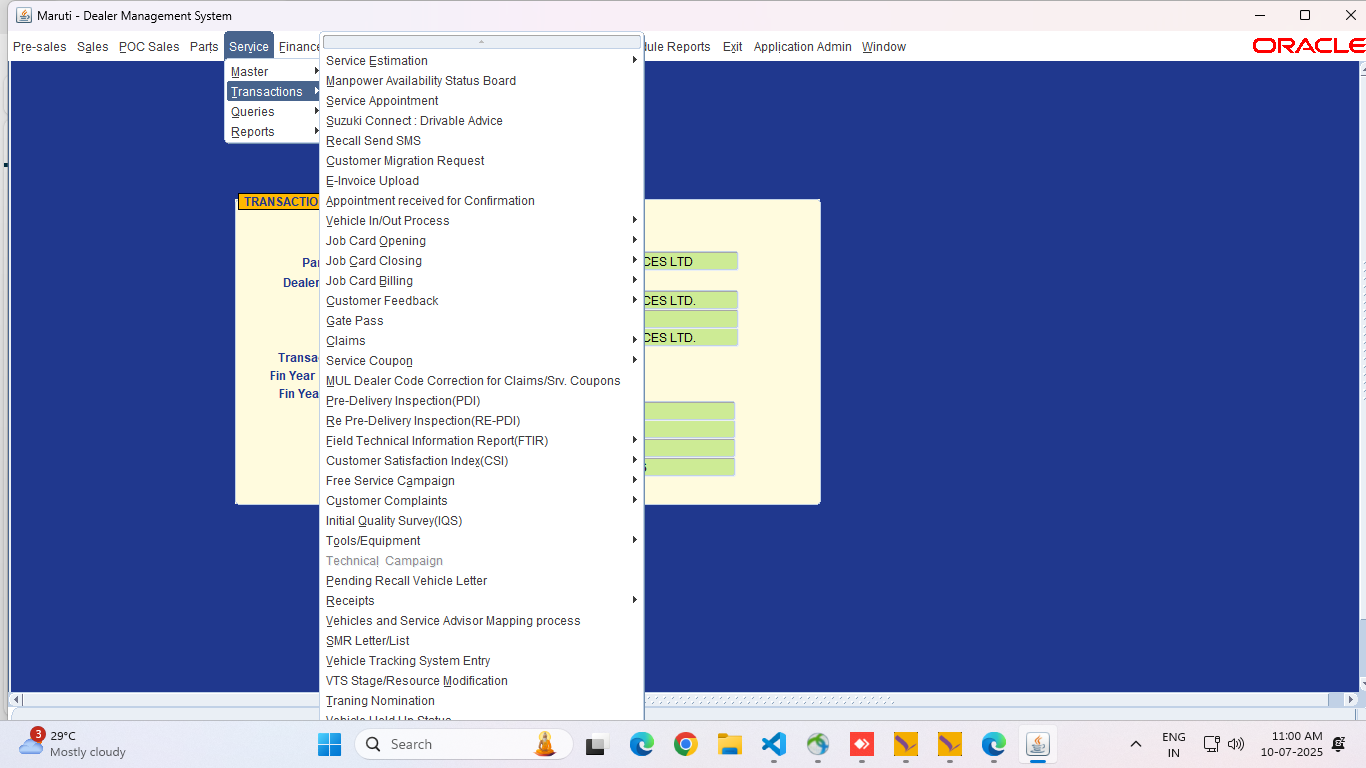 Maruti - Dealer Management System
Pre-sales Sales POC Sales Parts Service Finance Reports Exit Application Admin Window
ORACLE
Master
Transactions
Queries
Reports
Service Estimation
Manpower Availability Status Board
Service Appointment
Suzuki Connect : Drivable Advice
Recall Send SMS
Customer Migration Request
E-Invoice Upload
Appointment received for Confirmation
Vehicle In/Out Process
Job Card Opening
Job Card Closing
Job Card Billing
Customer Feedback
Gate Pass
Claims
Service Coupon
MUL Dealer Code Correction for Claims/Srv. Coupons
Pre-Delivery Inspection(PDI)
Re Pre-Delivery Inspection(RE-PDI)
Field Technical Information Report(FTIR)
Customer Satisfaction Index(CSI)
Free Service Campaign
Customer Complaints
Initial Quality Survey(IQS)
Tools/Equipment
Technical Campaign
Pending Recall Vehicle Letter
Receipts
Vehicles and Service Advisor Mapping process
SMR Letter/List
Vehicle Tracking System Entry
VTS Stage/Resource Modification
Traning Nomination
Vehicle Held Up Status
TRANSACTIO
Par
Dealer
Transa
Fin Year
Fin Yea
CES LTD
CES LTD.
CES LTD.
3
29°C
Mostly cloudy
Search
ENG
IN
11:00 AM
10-07-2025